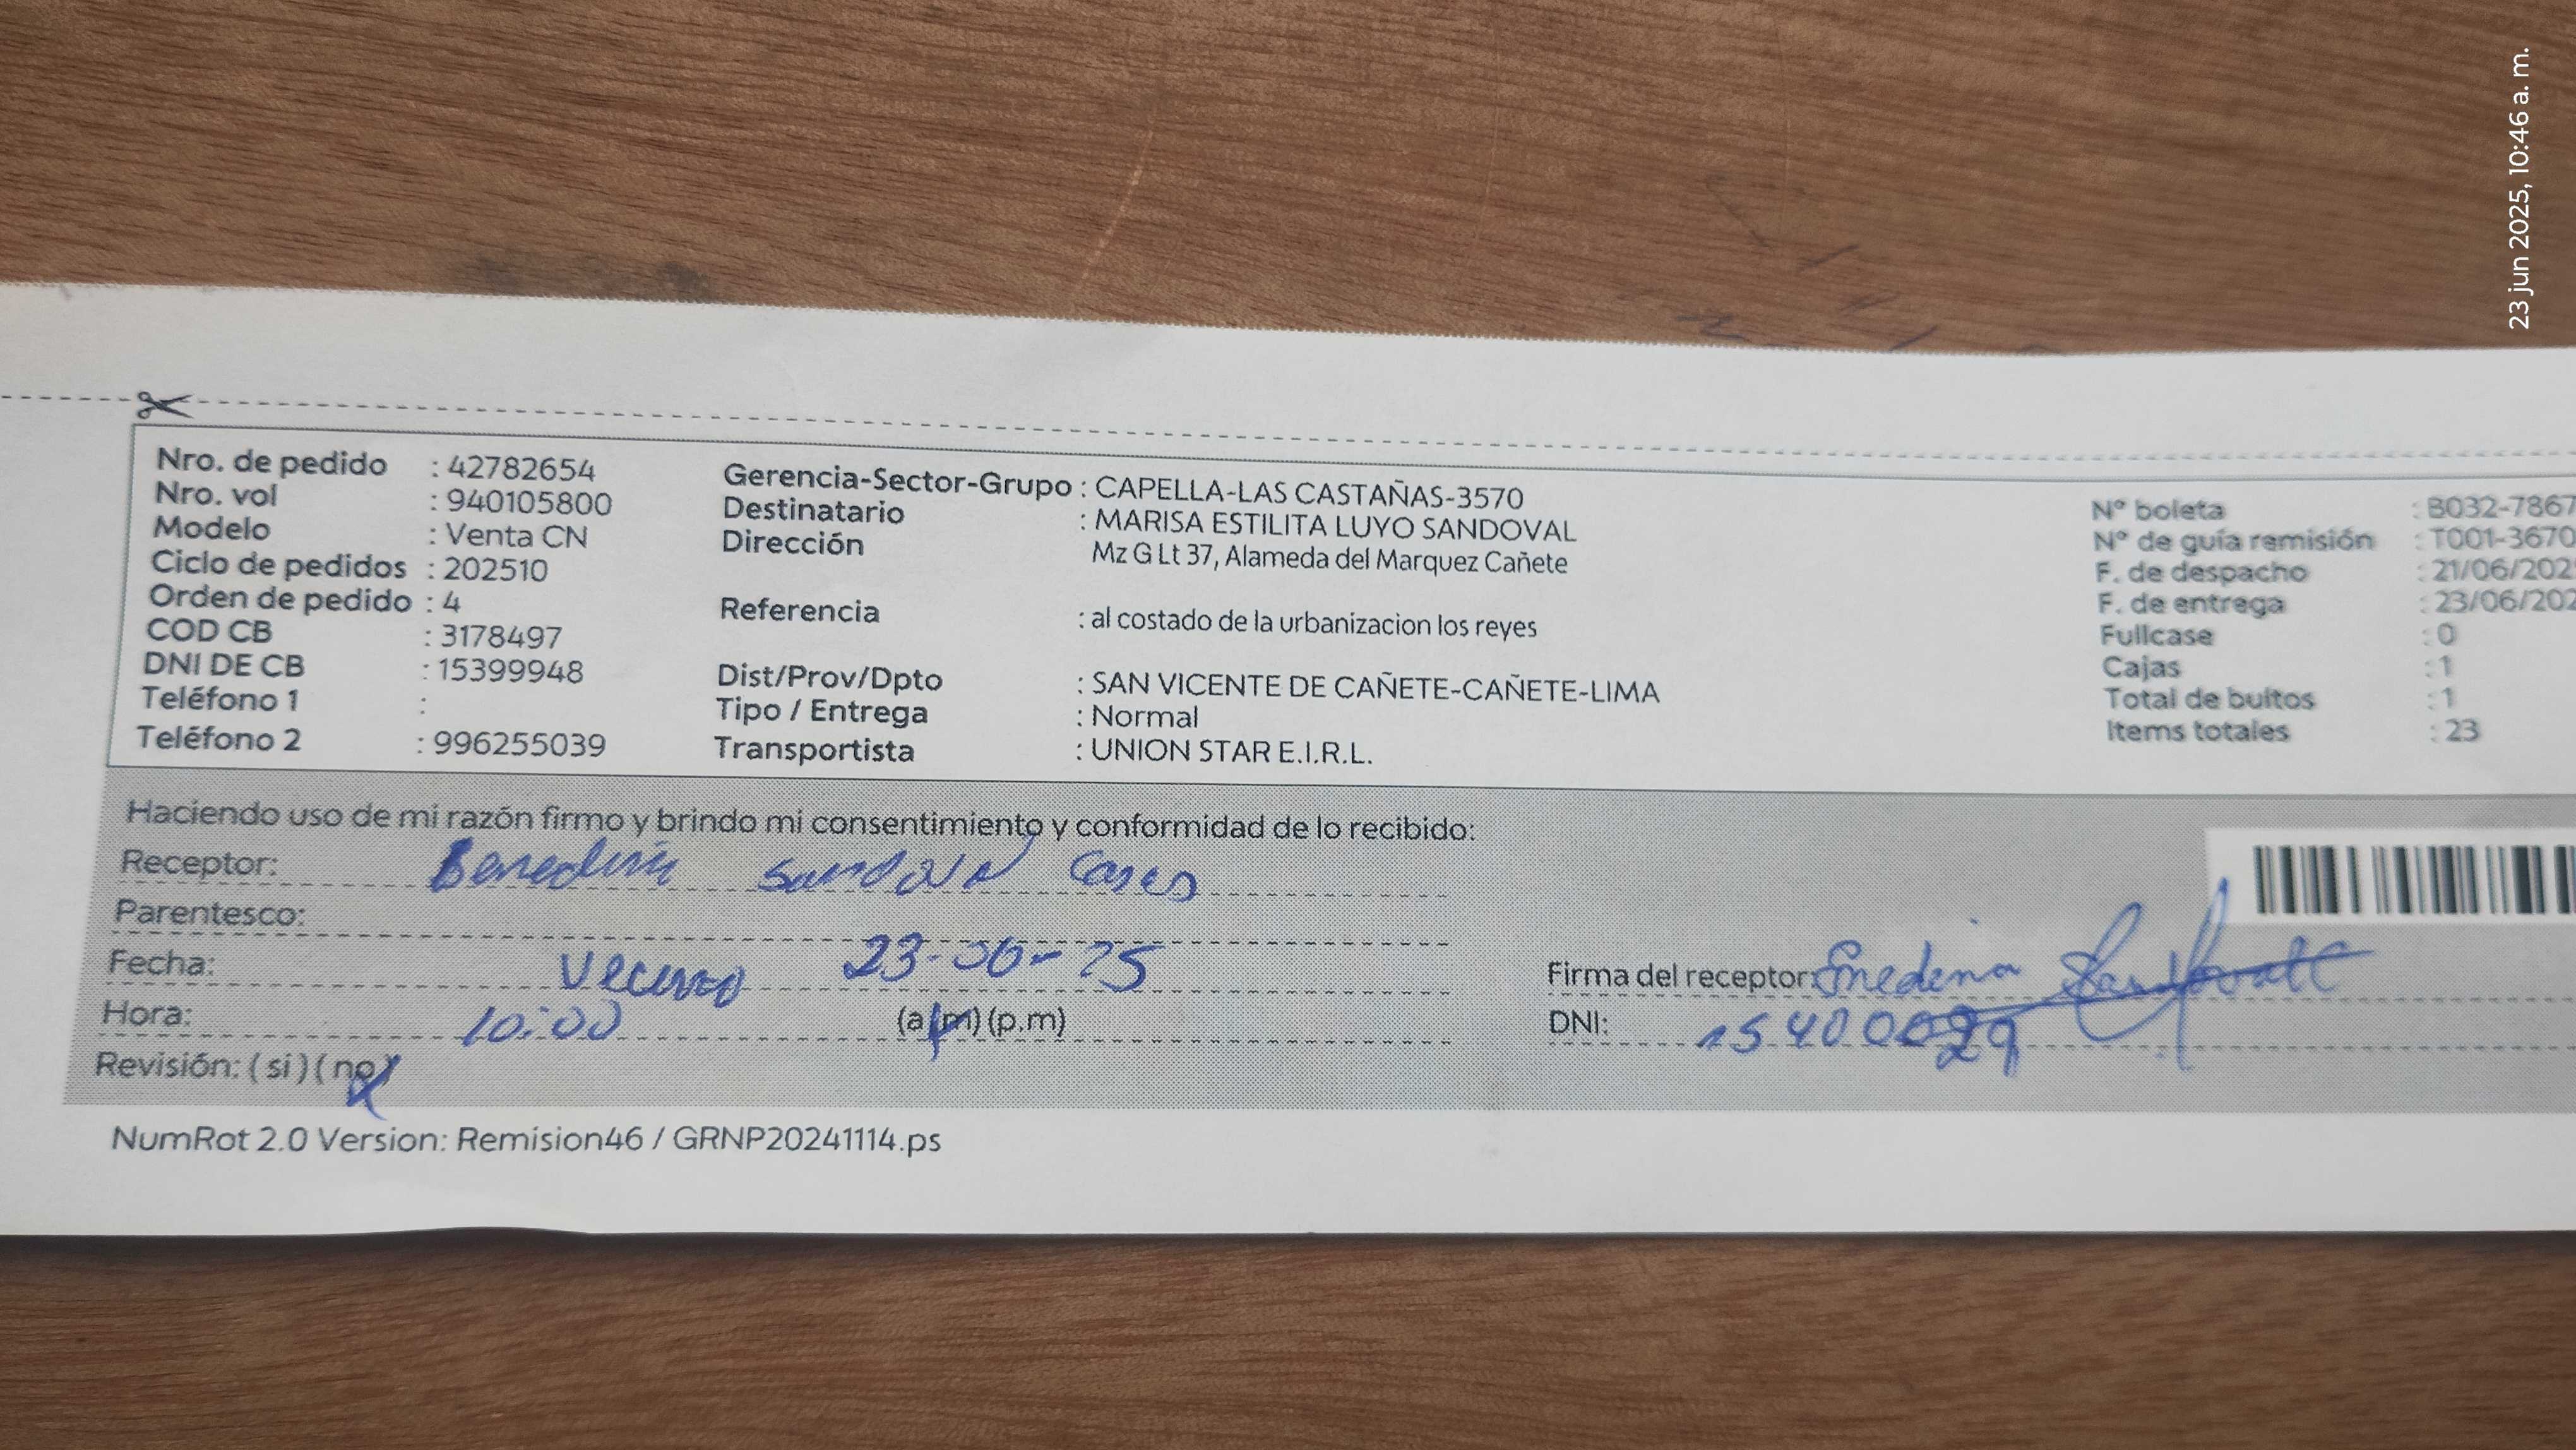 23 jun 2025, 10:46 a. m.
Nro. de pedido : 42782654
Nro. vol : 940105800
Modelo : Venta CN
Ciclo de pedidos : 202510
Orden de pedido : 4
COD CB : 3178497
DNI DE CB : 15399948
Teléfono 1 :
Teléfono 2 : 996255039
Gerencia-Sector-Grupo : CAPELLA-LAS CASTAÑAS-3570
Destinatario : MARISA ESTILITA LUYO SANDOVAL
Dirección Mz G Lt 37, Alameda del Marquez Cañete
Referencia : al costado de la urbanizacion los reyes
Dist/Prov/Dpto : SAN VICENTE DE CAÑETE-CAÑETE-LIMA
Tipo / Entrega : Normal
Transportista : UNION STAR E.I.R.L.
N° boleta : B032-7867
N° de guía remisión : T001-3670
F. de despacho : 21/06/202
F. de entrega : 23/06/202
Fullcase : 0
Cajas : 1
Total de bultos : 1
Items totales : 23
Haciendo uso de mi razón firmo y brindo mi consentimiento y conformidad de lo recibido:
Receptor: Sandoval
Parentesco:
Fecha: 23-06-25
Hora: 10:00 (a.m) (p.m)
Revisión: ( si ) ( no )
Firma del receptor:
DNI: 15400029
NumRot 2.0 Version: Remision46 / GRNP20241114.ps